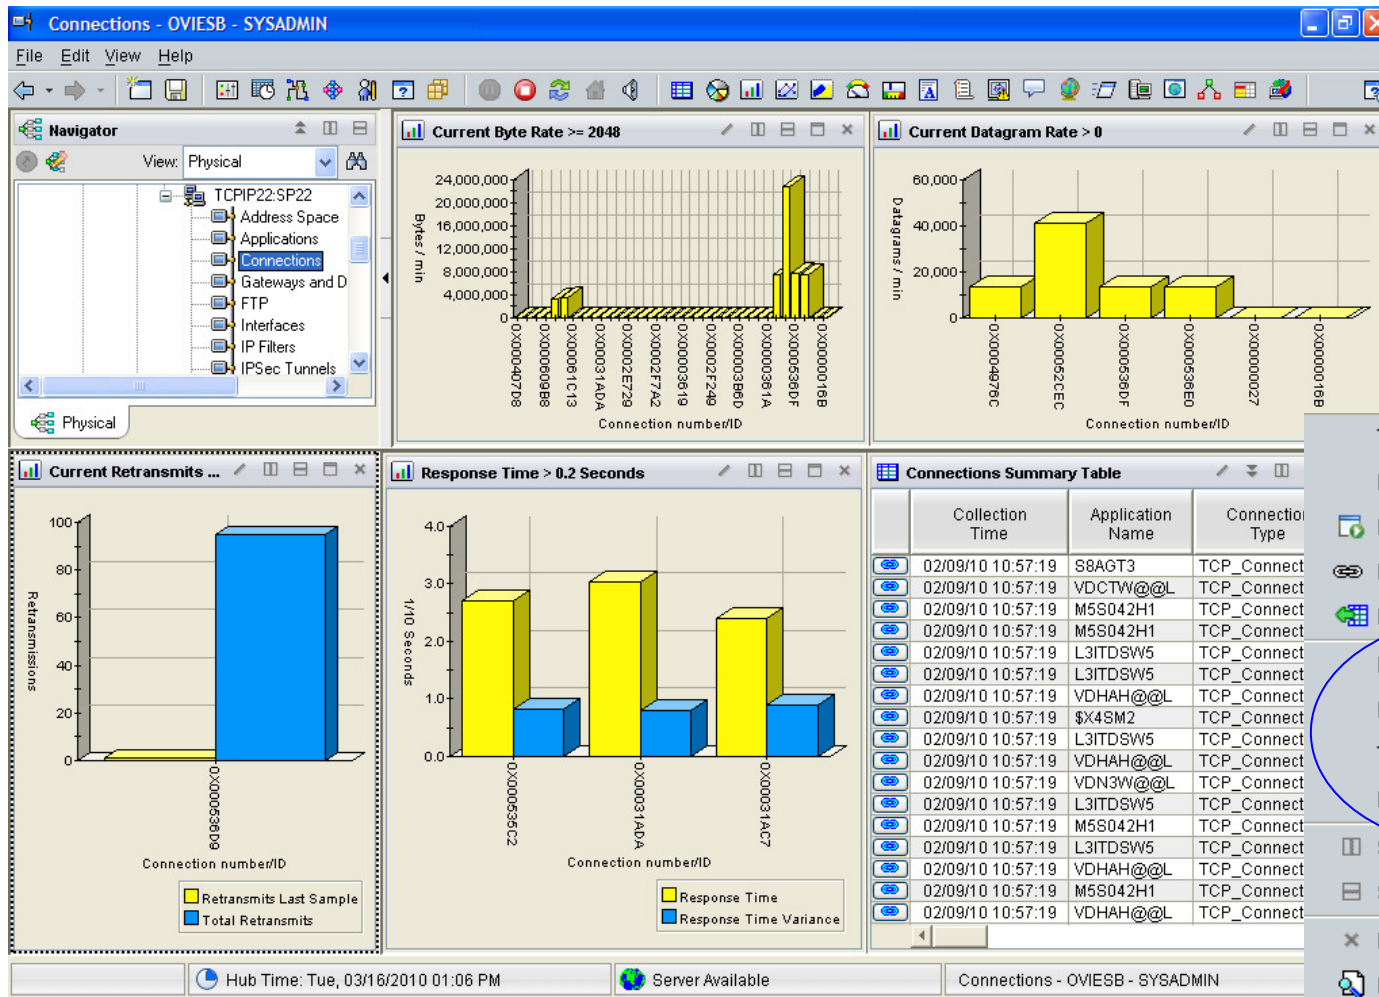 Connections - OVIESB - SYSADMIN
File Edit View Help
Navigator
View: Physical
TCPIP22:SP22
Address Space
Applications
Connections
Gateways and D
FTP
Interfaces
IP Filters
IPSec Tunnels
Physical
Current Byte Rate >= 2048
24,000,000
20,000,000
16,000,000
12,000,000
8,000,000
4,000,000
0
Bytes / min
0X000407D8
0X000609B8
0X00061C13
0X00031ADA
0X0002E729
0X0002F7A2
0X00003619
0X0002F249
0X00003B6D
0X0000361A
0X000536DF
0X0000016B
Connection number/ID
Current Datagram Rate > 0
60,000
40,000
20,000
0
Datagrams / min
0X0004976C
0X00052CEC
0X000536DF
0X000536E0
0X00000027
0X0000016B
Connection number/ID
Current Retransmits ...
100
80
60
40
20
0
Retransmissions
0X000536D9
Connection number/ID
Retransmits Last Sample
Total Retransmits
Response Time > 0.2 Seconds
4.0
3.0
2.0
1.0
0.0
1/10 Seconds
0X000535C2
0X00031ADA
0X00031AC7
Connection number/ID
Response Time
Response Time Variance
Connections Summary Table
Collection Time Application Name Connection Type
02/09/10 10:57:19 S8AGT3 TCP_Connect
02/09/10 10:57:19 VDCTW@@L TCP_Connect
02/09/10 10:57:19 M5S042H1 TCP_Connect
02/09/10 10:57:19 M5S042H1 TCP_Connect
02/09/10 10:57:19 L3ITDSW5 TCP_Connect
02/09/10 10:57:19 L3ITDSW5 TCP_Connect
02/09/10 10:57:19 VDHAH@@L TCP_Connect
02/09/10 10:57:19 $X4SM2 TCP_Connect
02/09/10 10:57:19 L3ITDSW5 TCP_Connect
02/09/10 10:57:19 VDHAH@@L TCP_Connect
02/09/10 10:57:19 VDN3W@@L TCP_Connect
02/09/10 10:57:19 L3ITDSW5 TCP_Connect
02/09/10 10:57:19 M5S042H1 TCP_Connect
02/09/10 10:57:19 L3ITDSW5 TCP_Connect
02/09/10 10:57:19 VDHAH@@L TCP_Connect
02/09/10 10:57:19 M5S042H1 TCP_Connect
02/09/10 10:57:19 VDHAH@@L TCP_Connect
Hub Time: Tue, 03/16/2010 01:06 PM
Server Available
Connections - OVIESB - SYSADMIN